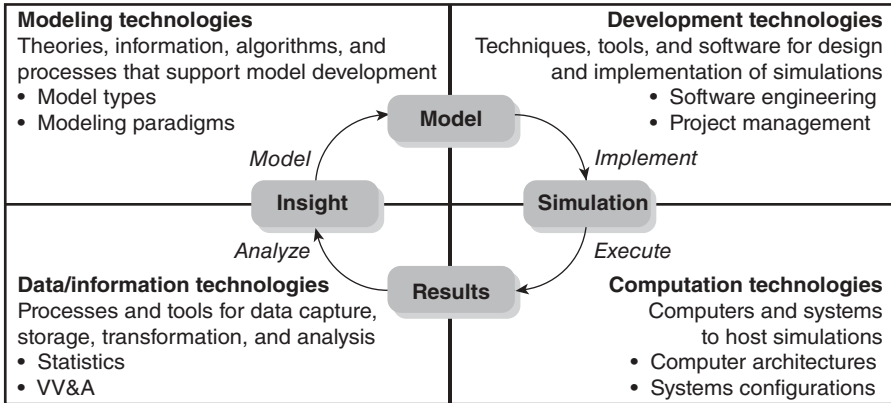 Modeling technologies
Theories, information, algorithms, and
processes that support model development
• Model types
• Modeling paradigms
Development technologies
Techniques, tools, and software for design
and implementation of simulations
• Software engineering
• Project management
Model
Model
Implement
Insight
Simulation
Analyze
Execute
Results
Data/information technologies
Processes and tools for data capture,
storage, transformation, and analysis
• Statistics
• VV&A
Computation technologies
Computers and systems
to host simulations
• Computer architectures
• Systems configurations